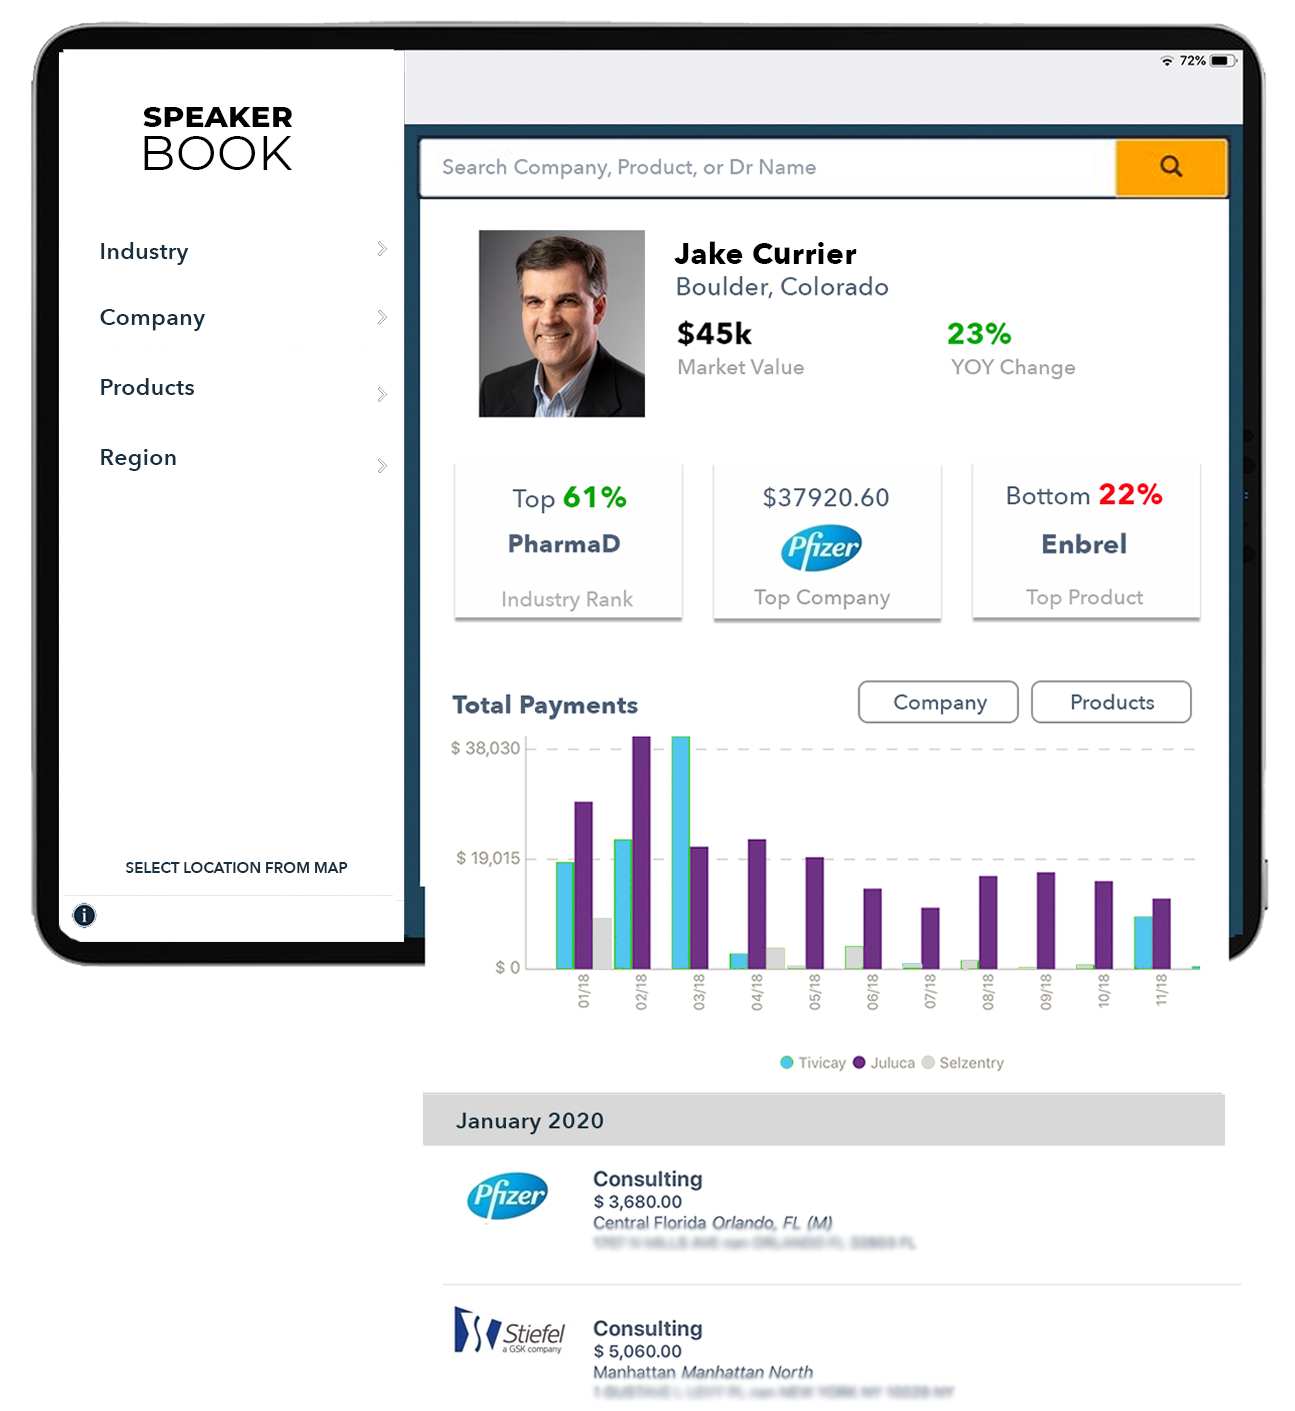 72%
SPEAKER
BOOK
Industry
Company
Products
Region
SELECT LOCATION FROM MAP
i
Search Company, Product, or Dr Name
Jake Currier
Boulder, Colorado
$45k
Market Value
23%
YOY Change
Top 61%
PharmaD
Industry Rank
$37920.60
Pfizer
Top Company
Bottom 22%
Enbrel
Top Product
Total Payments
Company
Products
$ 38,030
$ 19,015
$ 0
01/18
02/18
03/18
04/18
05/18
06/18
07/18
08/18
09/18
10/18
11/18
Tivicay Juluca Selzentry
January 2020
Pfizer
Consulting
$ 3,680.00
Central Florida Orlando, FL (M)
Stiefel
a GSK company
Consulting
$ 5,060.00
Manhattan Manhattan North